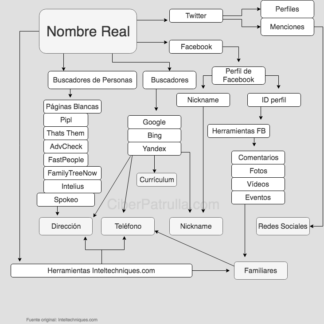 Nombre Real
Twitter
Perfiles
Menciones
Facebook
Buscadores de Personas
Buscadores
Perfil de
Facebook
Páginas Blancas
Pipl
Thats Them
AdvCheck
FastPeople
FamilyTreeNow
Intelius
Spokeo
Nickname
ID perfil
Google
Bing
Yandex
Herramientas FB
Currículum
Comentarios
Fotos
Vídeos
Eventos
CiberPatrulla.com
Dirección
Teléfono
Nickname
Redes Sociales
Herramientas Inteltechniques.com
Familiares
Fuente original: inteltechniques.com